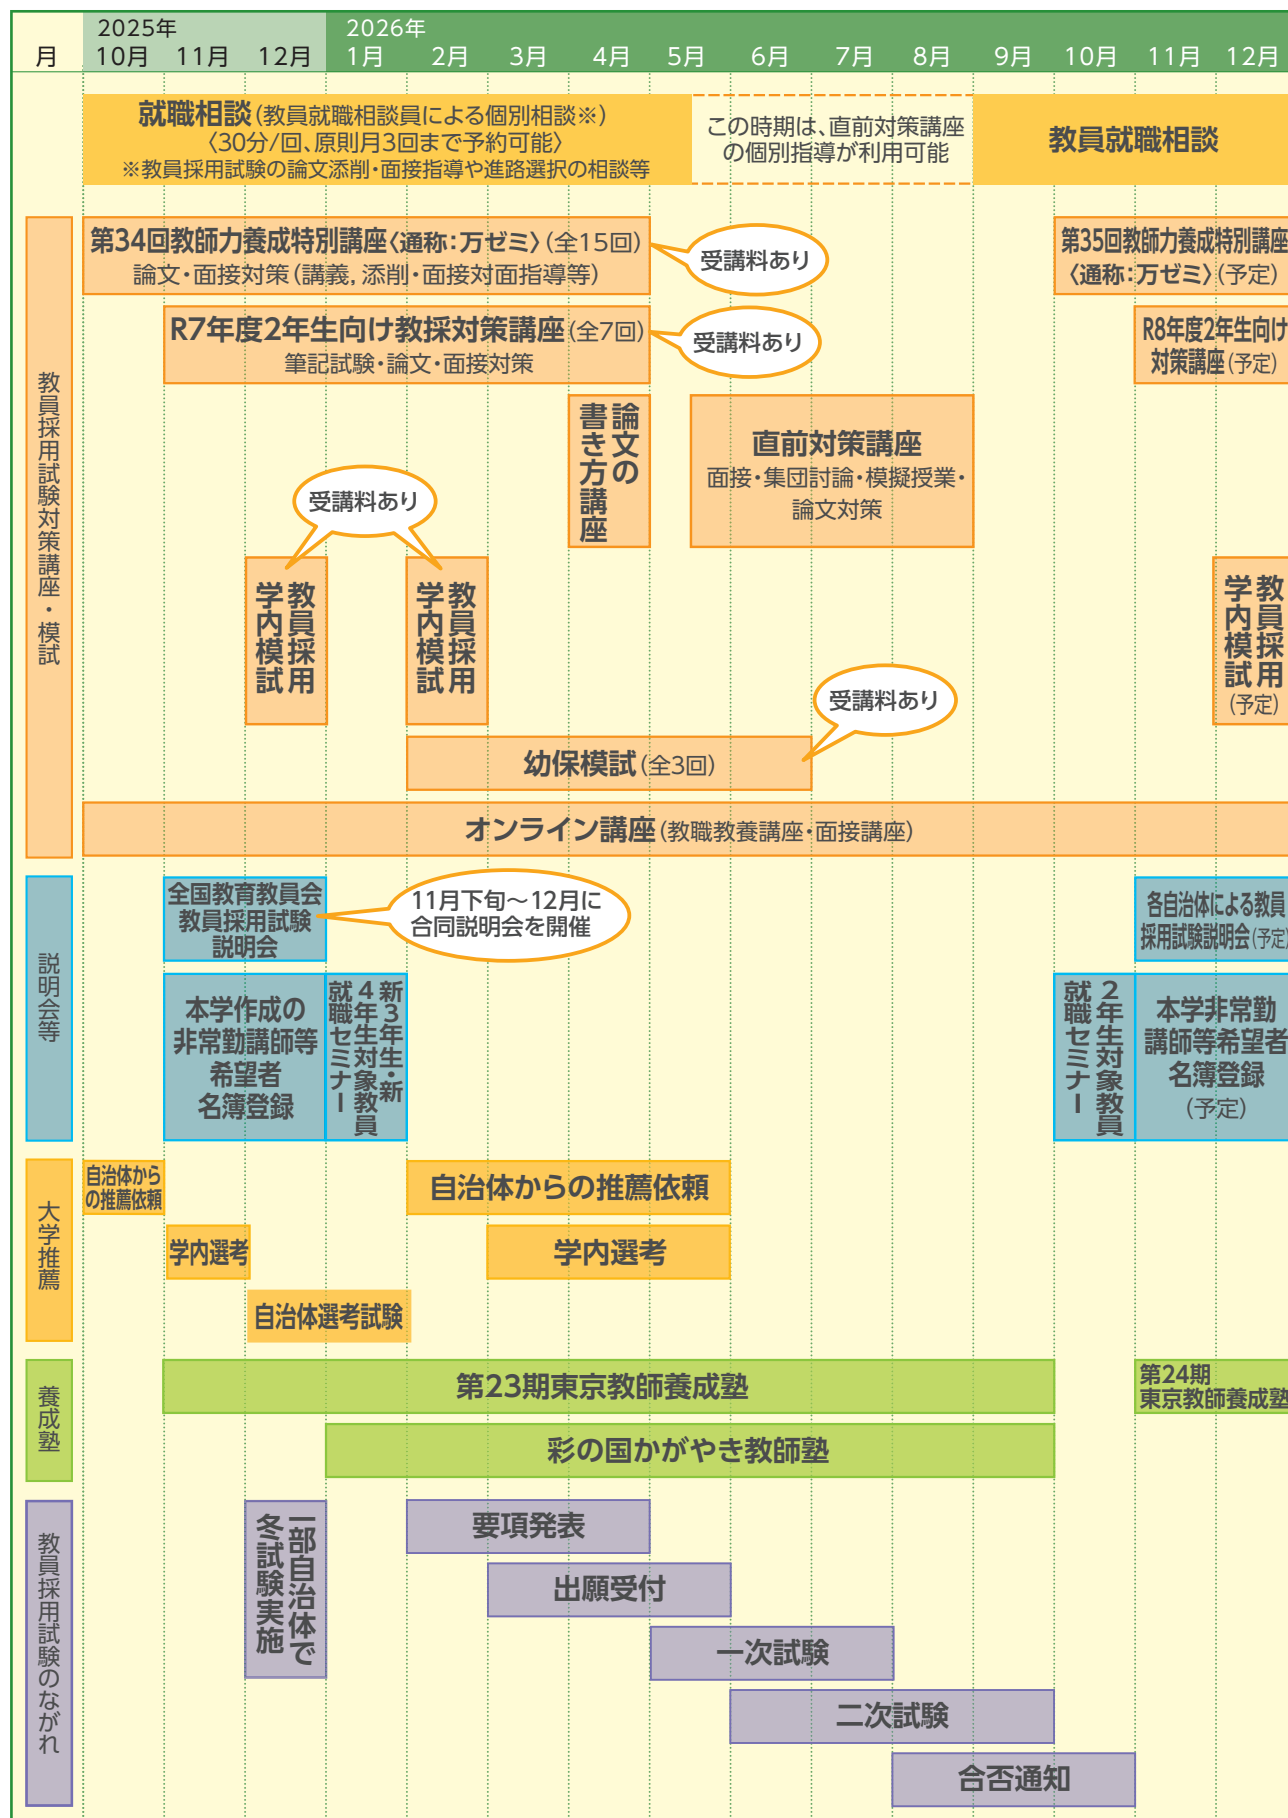 2025年
2026年
月
10月
11月
12月
1月
2月
3月
4月
5月
6月
7月
8月
9月
10月
11月
12月
就職相談(教員就職相談員による個別相談※)
〈30分/回、原則月3回まで予約可能〉
※教員採用試験の論文添削・面接指導や進路選択の相談等
この時期は、直前対策講座
の個別指導が利用可能
教員就職相談
教員採用試験対策講座・模試
第34回教師力養成特別講座〈通称:万ゼミ〉(全15回)
論文・面接対策(講義,添削・面接対面指導等)
受講料あり
第35回教師力養成特別講座
〈通称:万ゼミ〉(予定)
R7年度2年生向け教採対策講座(全7回)
筆記試験・論文・面接対策
受講料あり
R8年度2年生向け
対策講座(予定)
論文の
書き方講座
直前対策講座
面接・集団討論・模擬授業・
論文対策
受講料あり
教員採用
学内模試
教員採用
学内模試
教員採用
学内模試
(予定)
受講料あり
幼保模試(全3回)
オンライン講座(教職教養講座・面接講座)
説明会等
全国教育教員会
教員採用試験
説明会
11月下旬〜12月に
合同説明会を開催
各自治体による教員
採用試験説明会(予定)
本学作成の
非常勤講師等
希望者
名簿登録
新3年生・新
4年生対象教員
就職セミナー
2年生対象教員
就職セミナー
本学非常勤
講師等希望者
名簿登録
(予定)
大学推薦
自治体から
の推薦依頼
自治体からの推薦依頼
学内選考
学内選考
自治体選考試験
養成塾
第23期東京教師養成塾
第24期
東京教師養成塾
彩の国かがやき教師塾
教員採用試験のながれ
一部自治体で
冬試験実施
要項発表
出願受付
一次試験
二次試験
合否通知